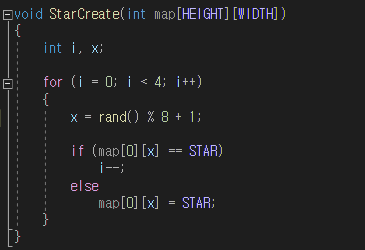 void StarCreate(int map[HEIGHT][WIDTH])
{
int i, x;
for (i = 0; i < 4; i++)
{
x = rand() % 8 + 1;
if (map[0][x] == STAR)
i--;
else
map[0][x] = STAR;
}
}